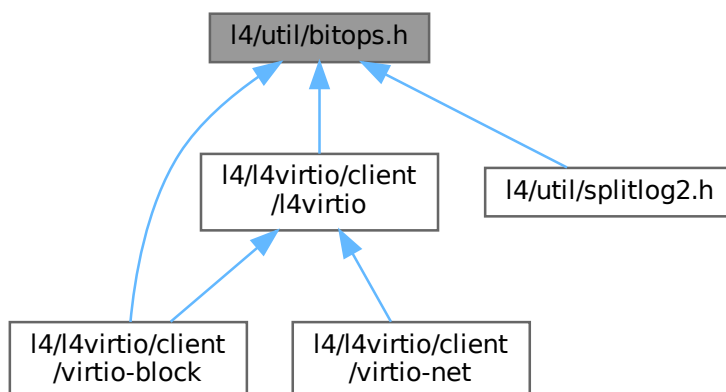 l4/util/bitops.h
l4/l4virtio/client
/l4virtio
l4/util/splitlog2.h
l4/l4virtio/client
/virtio-block
l4/l4virtio/client
/virtio-net